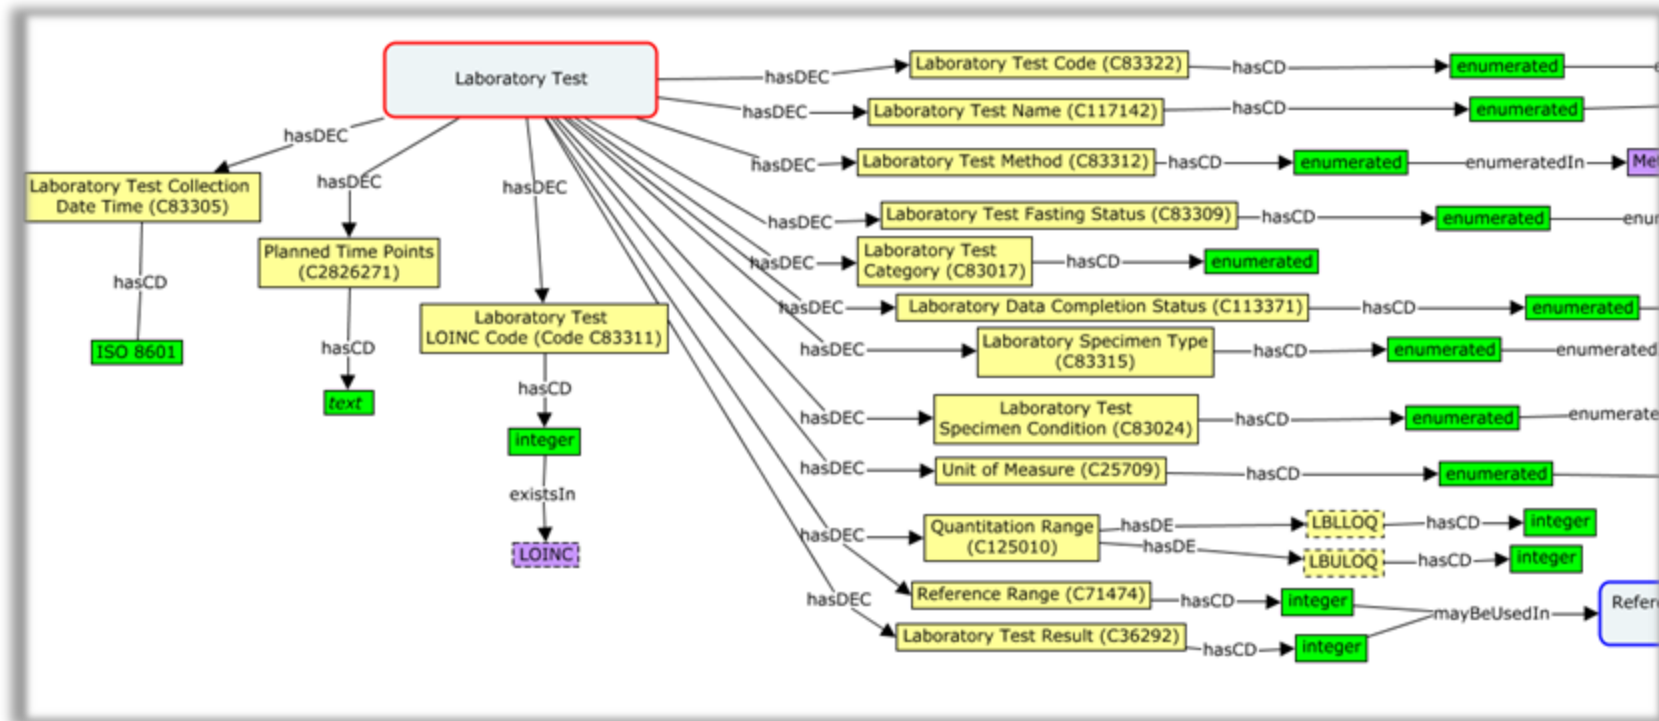 Laboratory Test
hasDEC
Laboratory Test Code (C83322)
hasCD
enumerated
hasDEC
Laboratory Test Name (C117142)
hasCD
enumerated
hasDEC
Laboratory Test Method (C83312)
hasCD
enumerated
enumeratedIn
hasDEC
Laboratory Test Fasting Status (C83309)
hasCD
enumerated
hasDEC
Laboratory Test
Category (C83017)
hasCD
enumerated
hasDEC
Laboratory Data Completion Status (C113371)
hasCD
enumerated
hasDEC
Laboratory Specimen Type
(C83315)
hasCD
enumerated
enumerated
hasDEC
Laboratory Test
Specimen Condition (C83024)
hasCD
enumerated
enumerate
hasDEC
Unit of Measure (C25709)
hasCD
enumerated
hasDEC
Quantitation Range
(C125010)
hasDE
LBLLOQ
hasCD
integer
hasDE
LBULOQ
hasCD
integer
Reference Range (C71474)
hasCD
integer
mayBeUsedIn
hasDEC
Laboratory Test Result (C36292)
hasCD
integer
hasDEC
Laboratory Test Collection
Date Time (C83305)
hasCD
ISO 8601
hasDEC
Planned Time Points
(C2826271)
hasCD
text
hasDEC
Laboratory Test
LOINC Code (Code C83311)
hasCD
integer
existsIn
LOINC